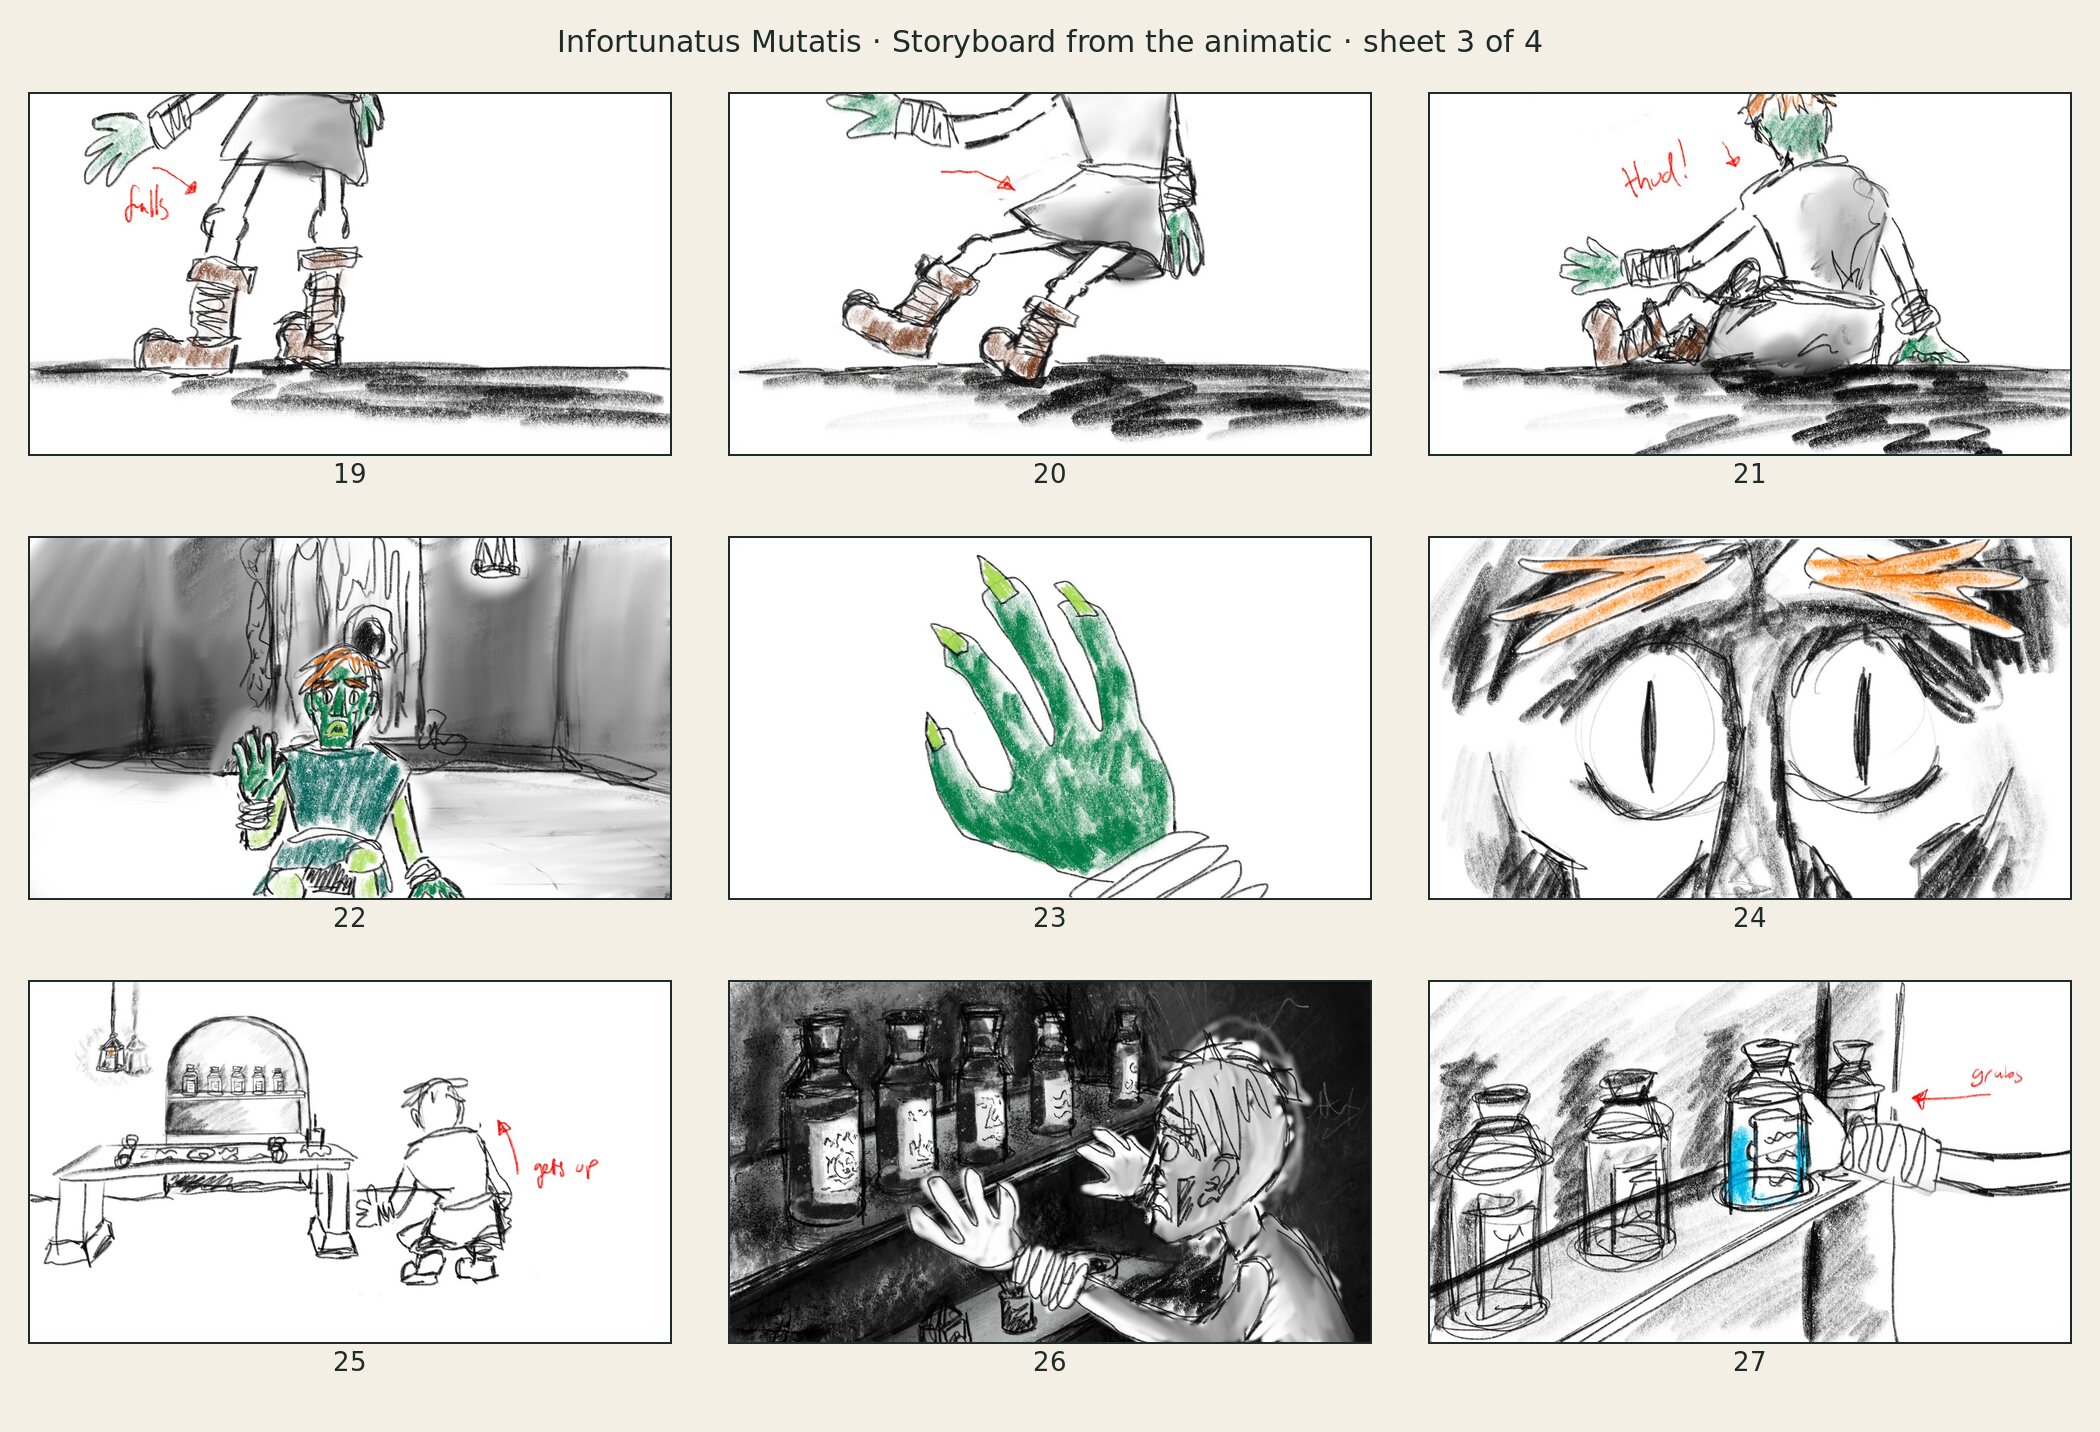 Infortunatus Mutatis · Storyboard from the animatic · sheet 3 of 4
falls
19
20
thud!
21
22
23
24
gets up
25
26
grabs
27